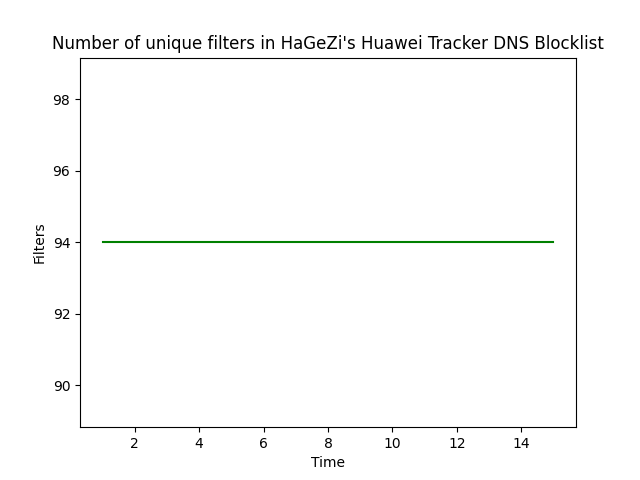 Number of unique filters in HaGeZi's Huawei Tracker DNS Blocklist
98
96
94
92
90
Filters
2 4 6 8 10 12 14
Time